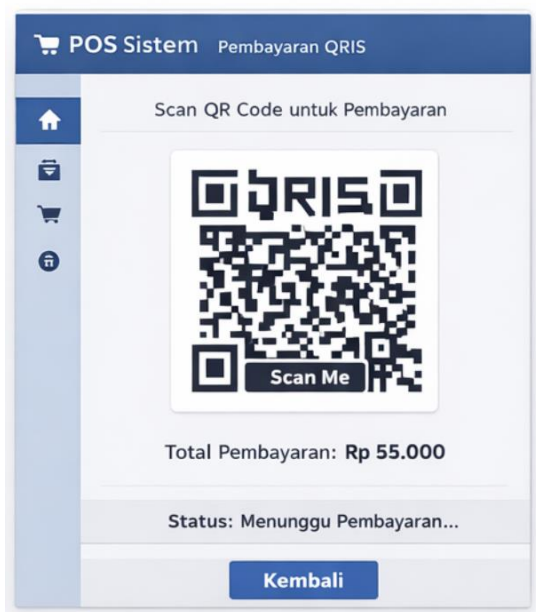 POS Sistem Pembayaran QRIS
Scan QR Code untuk Pembayaran
QRIS
Scan Me
Total Pembayaran: Rp 55.000
Status: Menunggu Pembayaran...
Kembali